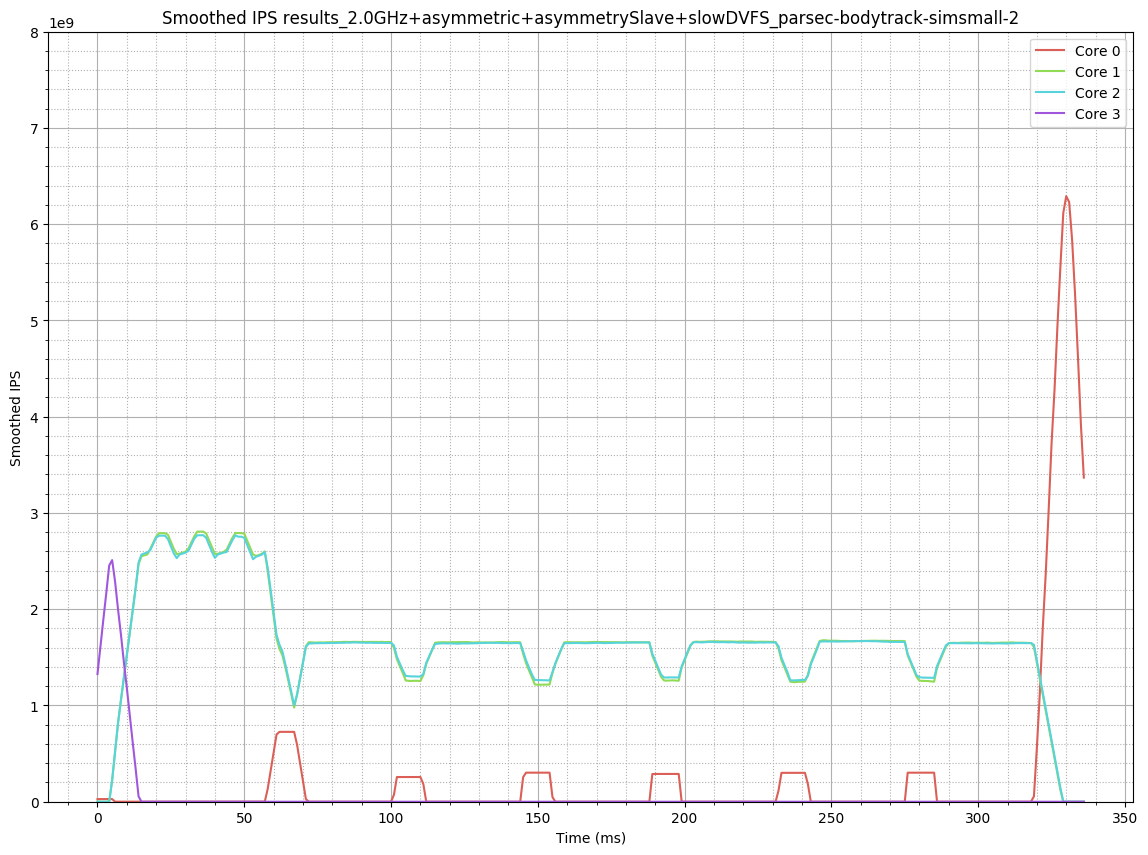 Smoothed IPS results_2.0GHz+asymmetric+asymmetrySlave+slowDVFS_parsec-bodytrack-simsmall-2
1e9
Core 0
Core 1
Core 2
Core 3
8
7
6
5
4
3
2
1
0
Smoothed IPS
0
50
100
150
200
250
300
350
Time (ms)